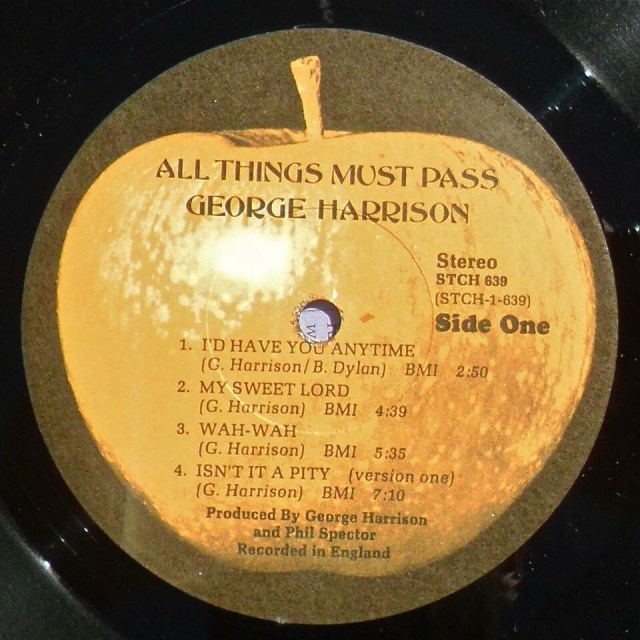 ALL THINGS MUST PASS
GEORGE HARRISON
Stereo
STCH 639
(STCH-1-639)
Side One
1. I'D HAVE YOU ANYTIME
(G. Harrison/B. Dylan) BMI 2:50
2. MY SWEET LORD
(G. Harrison) BMI 4:39
3. WAH-WAH
(G. Harrison) BMI 5:35
4. ISN'T IT A PITY (version one)
(G. Harrison) BMI 7:10
Produced By George Harrison
and Phil Spector
Recorded in England